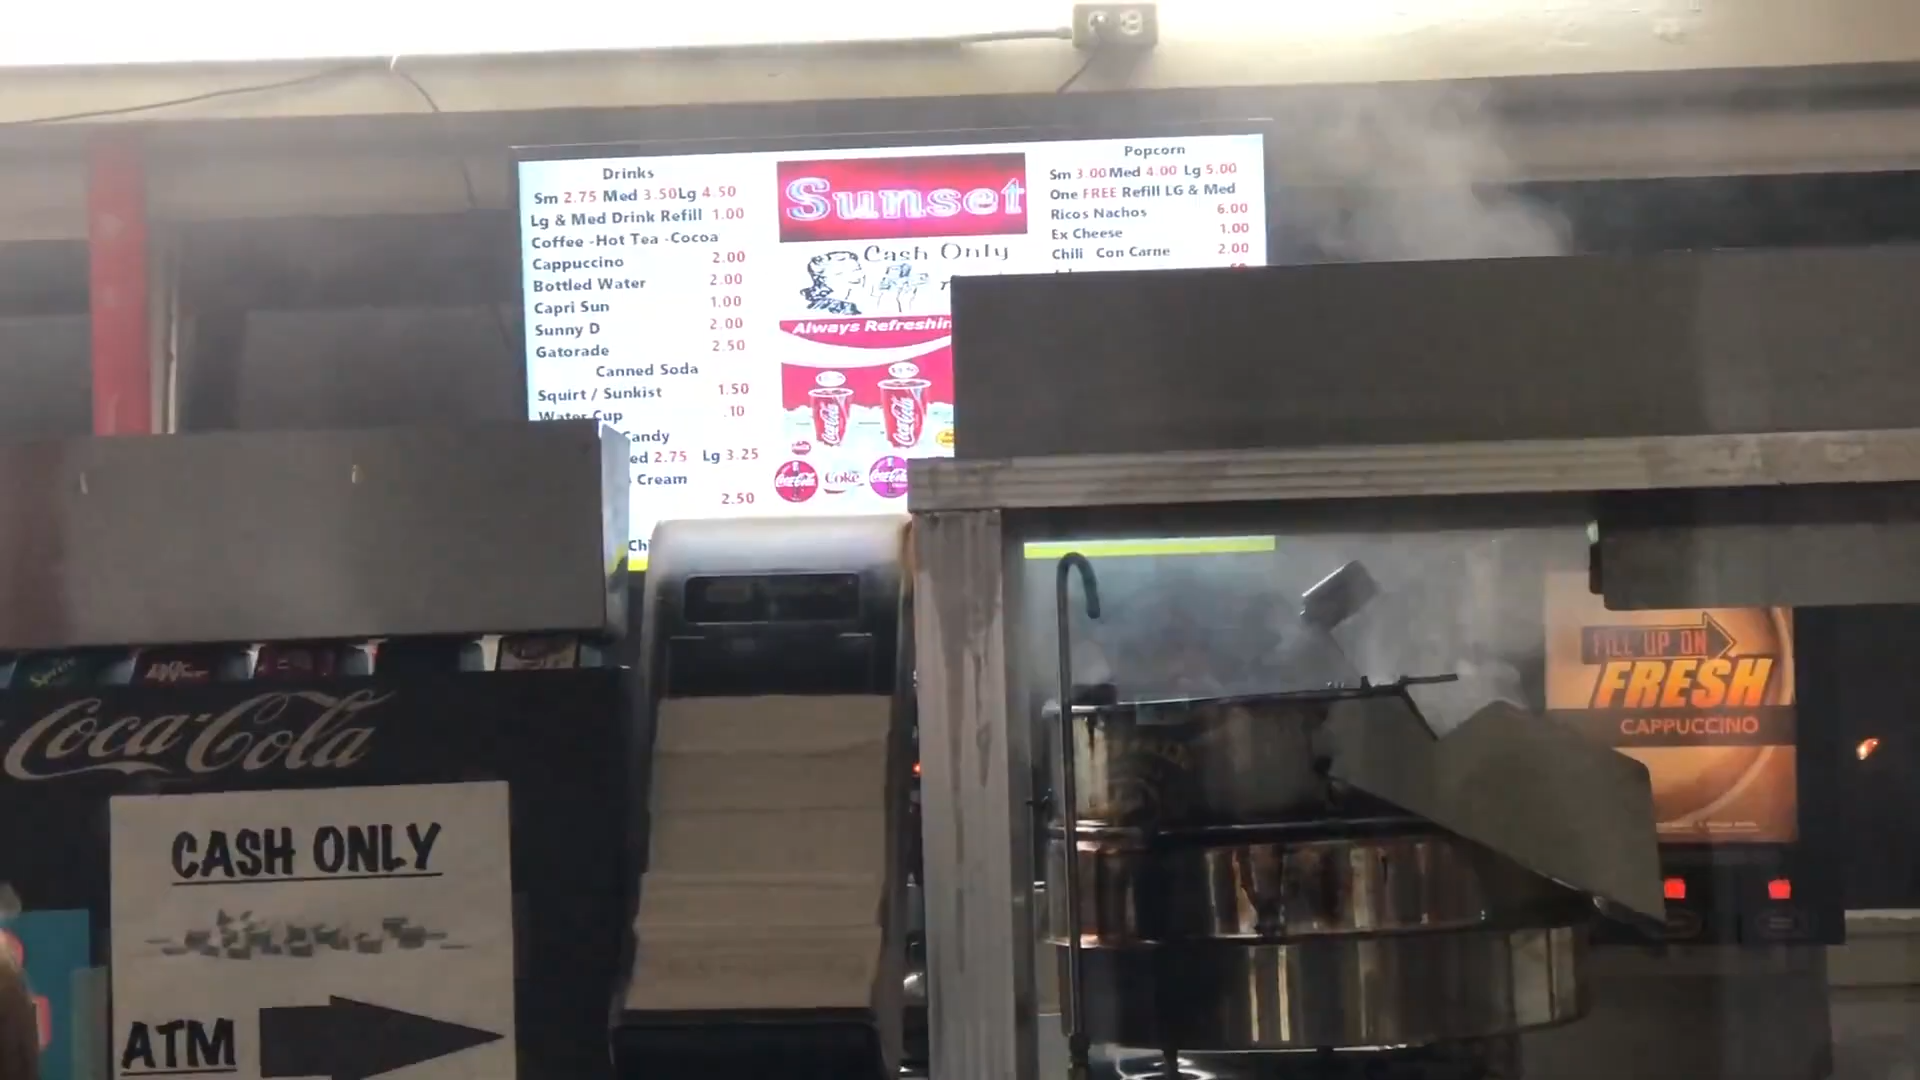 Drinks
Sm 2.75 Med 3.50 Lg 4.50
Lg & Med Drink Refill 1.00
Coffee -Hot Tea -Cocoa
Cappuccino 2.00
Bottled Water 2.00
Capri Sun 1.00
Sunny D 2.00
Gatorade 2.50
Canned Soda
Squirt / Sunkist 1.50
Water Cup .10
Candy
ed 2.75 Lg 3.25
Cream
2.50
Chi
Sunset
Cash Only
Always Refreshin
Coca-Cola
Coca-Cola
Coca-Cola
Coke
Coca-Cola
Popcorn
Sm 3.00 Med 4.00 Lg 5.00
One FREE Refill LG & Med
Ricos Nachos 6.00
Ex Cheese 1.00
Chili Con Carne 2.00
Sprite
Coca-Cola
CASH ONLY
ATM
FILL UP ON
FRESH
CAPPUCCINO